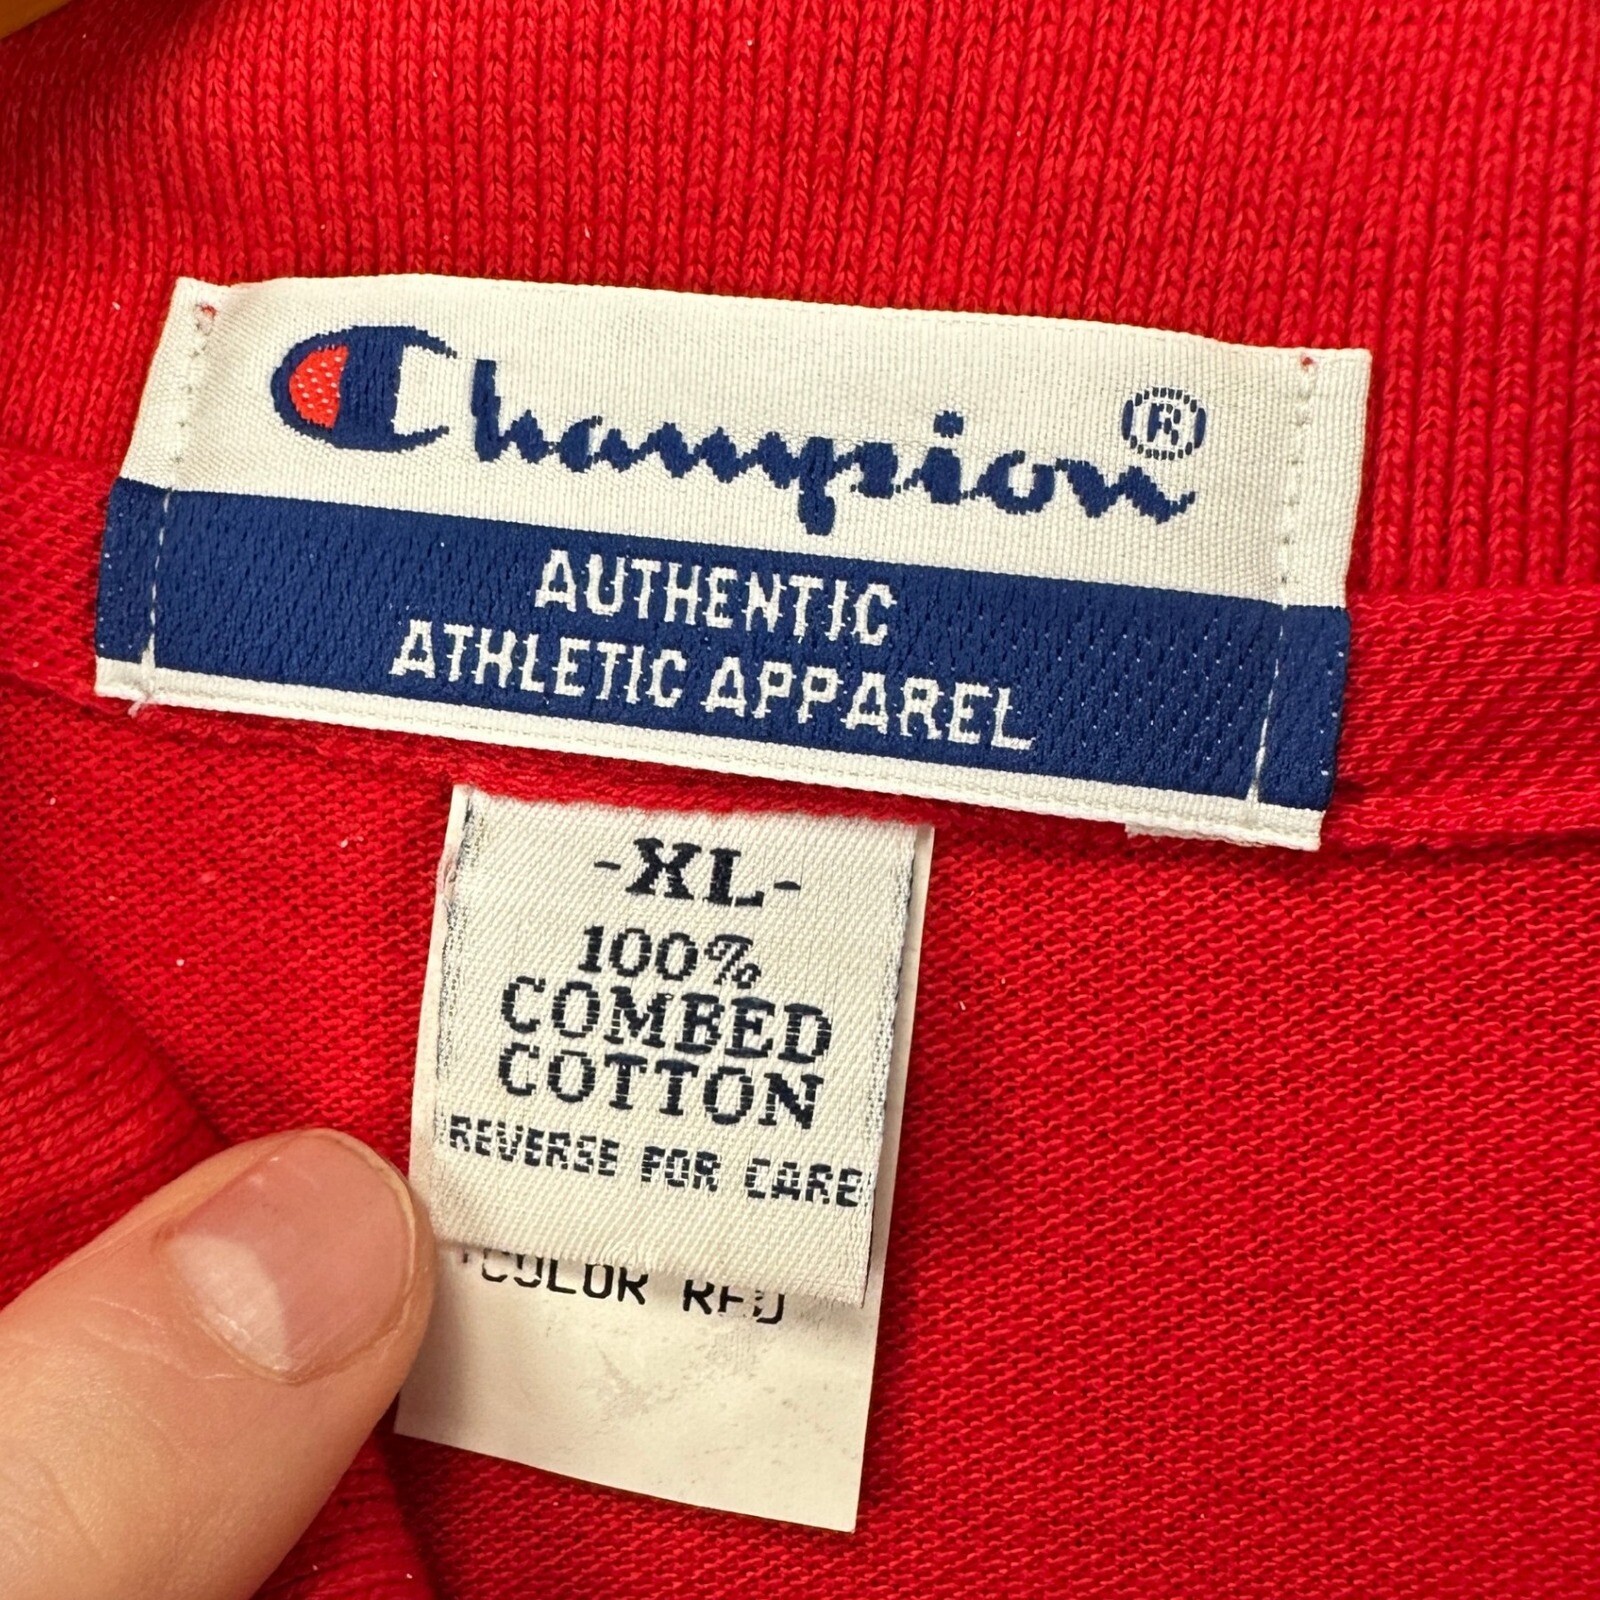 Champion®
AUTHENTIC
ATHLETIC APPAREL
-XL-
100%
COMBED
COTTON
REVERSE FOR CARE
COLOR RED